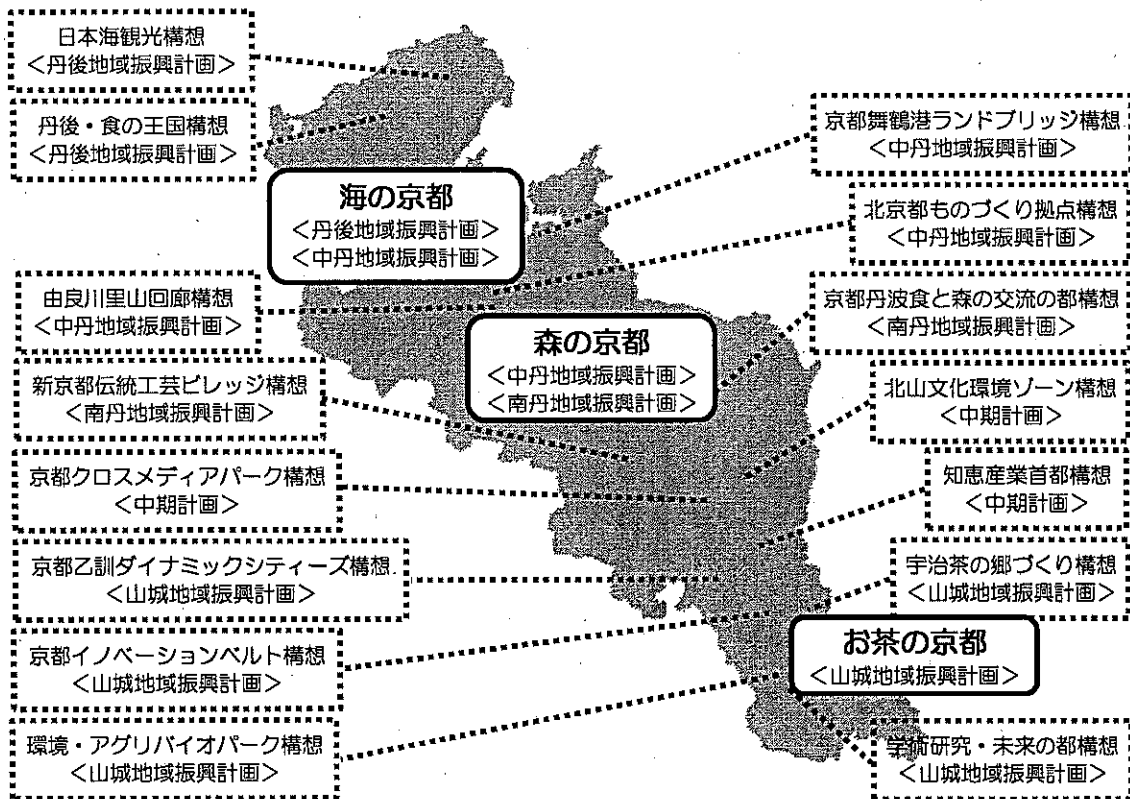 日本海観光構想
<丹後地域振興計画>
丹後・食の王国構想
<丹後地域振興計画>
海の京都
<丹後地域振興計画>
<中丹地域振興計画>
由良川里山回廊構想
<中丹地域振興計画>
新京都伝統工芸ビレッジ構想
<南丹地域振興計画>
京都クロスメディアパーク構想
<中期計画>
京都乙訓ダイナミックシティーズ構想
<山城地域振興計画>
京都イノベーションベルト構想
<山城地域振興計画>
環境・アグリバイオパーク構想
<山城地域振興計画>
森の京都
<中丹地域振興計画>
<南丹地域振興計画>
京都舞鶴港ランドブリッジ構想
<中丹地域振興計画>
北京都ものづくり拠点構想
<中丹地域振興計画>
京都丹波食と森の交流の都構想
<南丹地域振興計画>
北山文化環境ゾーン構想
<中期計画>
知恵産業首都構想
<中期計画>
宇治茶の郷づくり構想
<山城地域振興計画>
お茶の京都
<山城地域振興計画>
学術研究・未来の都構想
<山城地域振興計画>